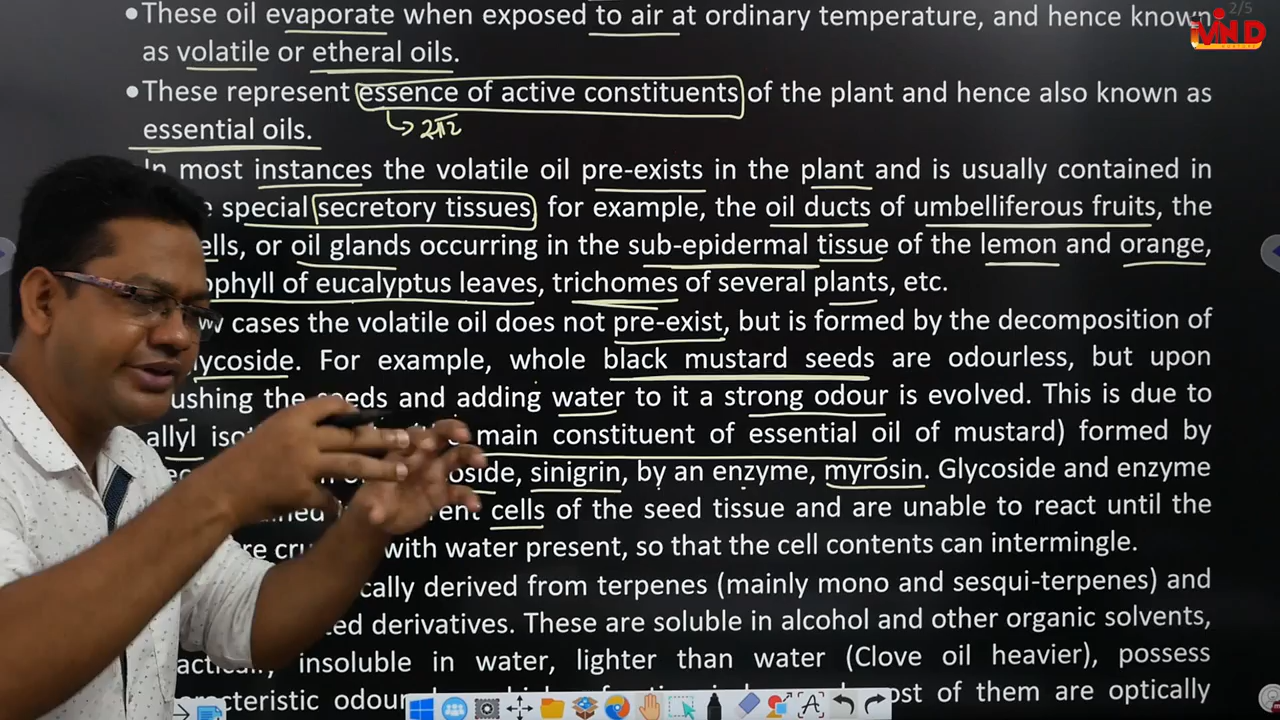 2/5
MIND
•These oil evaporate when exposed to air at ordinary temperature, and hence known
as volatile or etheral oils.
•These represent essence of active constituents of the plant and hence also known as
essential oils.
In most instances the volatile oil pre-exists in the plant and is usually contained in
special secretory tissues, for example, the oil ducts of umbelliferous fruits, the
or oil glands occurring in the sub-epidermal tissue of the lemon and orange,
of eucalyptus leaves, trichomes of several plants, etc.
cases the volatile oil does not pre-exist, but is formed by the decomposition of
lycoside. For example, whole black mustard seeds are odourless, but upon
ushing the seeds and adding water to it a strong odour is evolved. This is due to
allyl main constituent of essential oil of mustard) formed by
oside, sinigrin, by an enzyme, myrosin. Glycoside and enzyme
cells of the seed tissue and are unable to react until the
with water present, so that the cell contents can intermingle.
cally derived from terpenes (mainly mono and sesqui-terpenes) and
ted derivatives. These are soluble in alcohol and other organic solvents,
insoluble in water, lighter than water (Clove oil heavier), possess
odour of them are optically